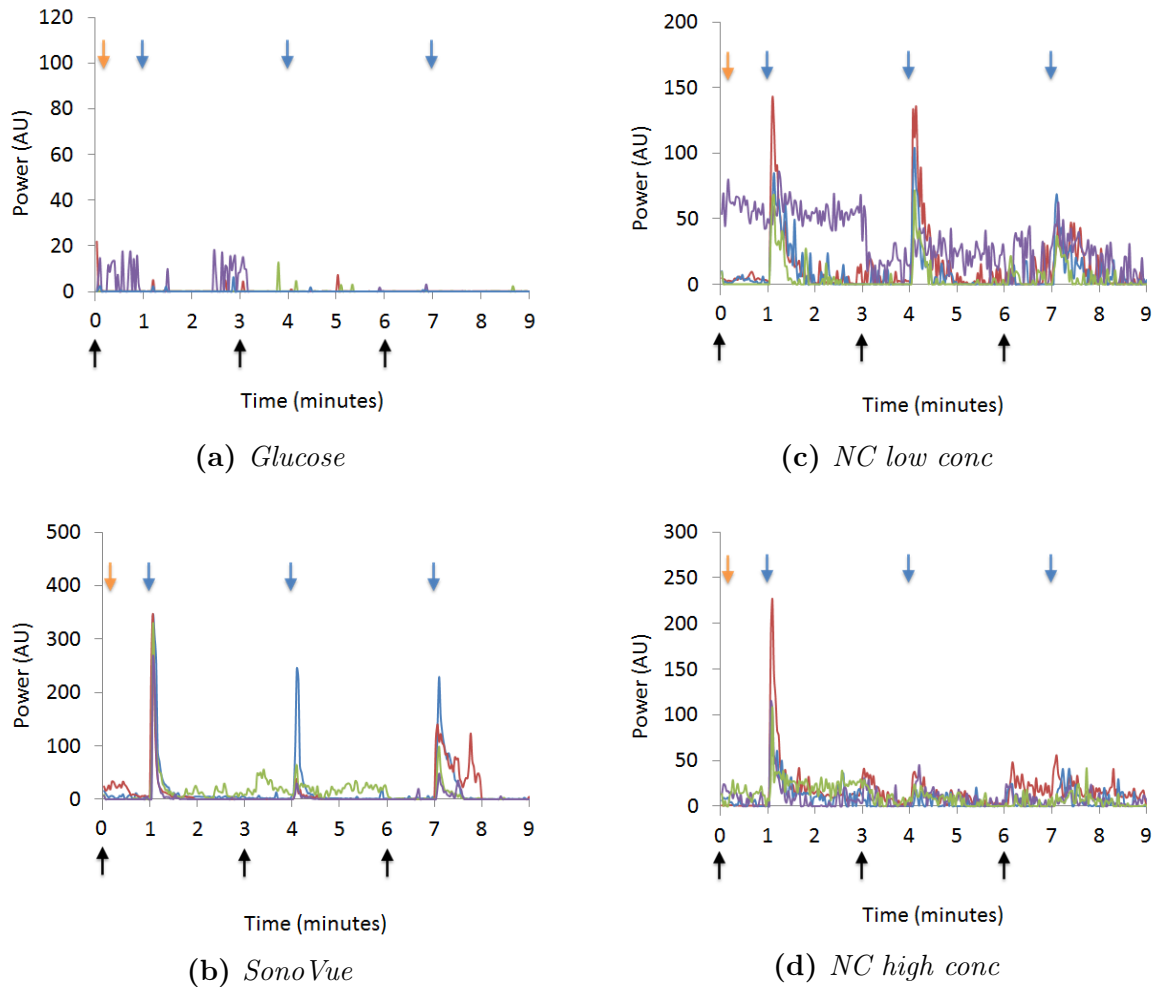 120
100
80
60
40
20
0
Power (AU)
0 1 2 3 4 5 6 7 8 9
Time (minutes)
(a) Glucose
200
150
100
50
0
Power (AU)
0 1 2 3 4 5 6 7 8 9
Time (minutes)
(c) NC low conc
500
400
300
200
100
0
Power (AU)
0 1 2 3 4 5 6 7 8 9
Time (minutes)
(b) SonoVue
300
250
200
150
100
50
0
Power (AU)
0 1 2 3 4 5 6 7 8 9
Time (minutes)
(d) NC high conc